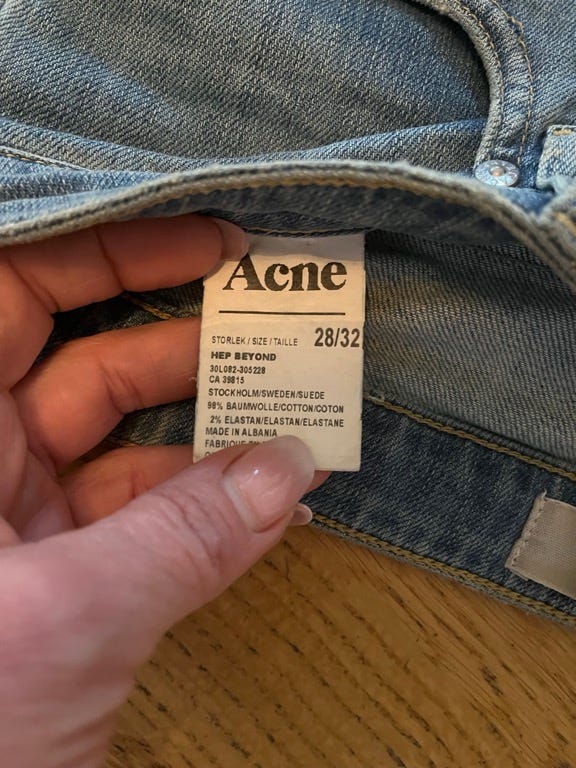 Acne
STORLEK / SIZE / TAILLE 28/32
HEP BEYOND
30L082-305228
CA 39815
STOCKHOLM/SWEDEN/SUEDE
98% BAUMWOLLE/COTTON/COTON
2% ELASTAN/ELASTAN/ELASTANE
MADE IN ALBANIA
FABRIQUE